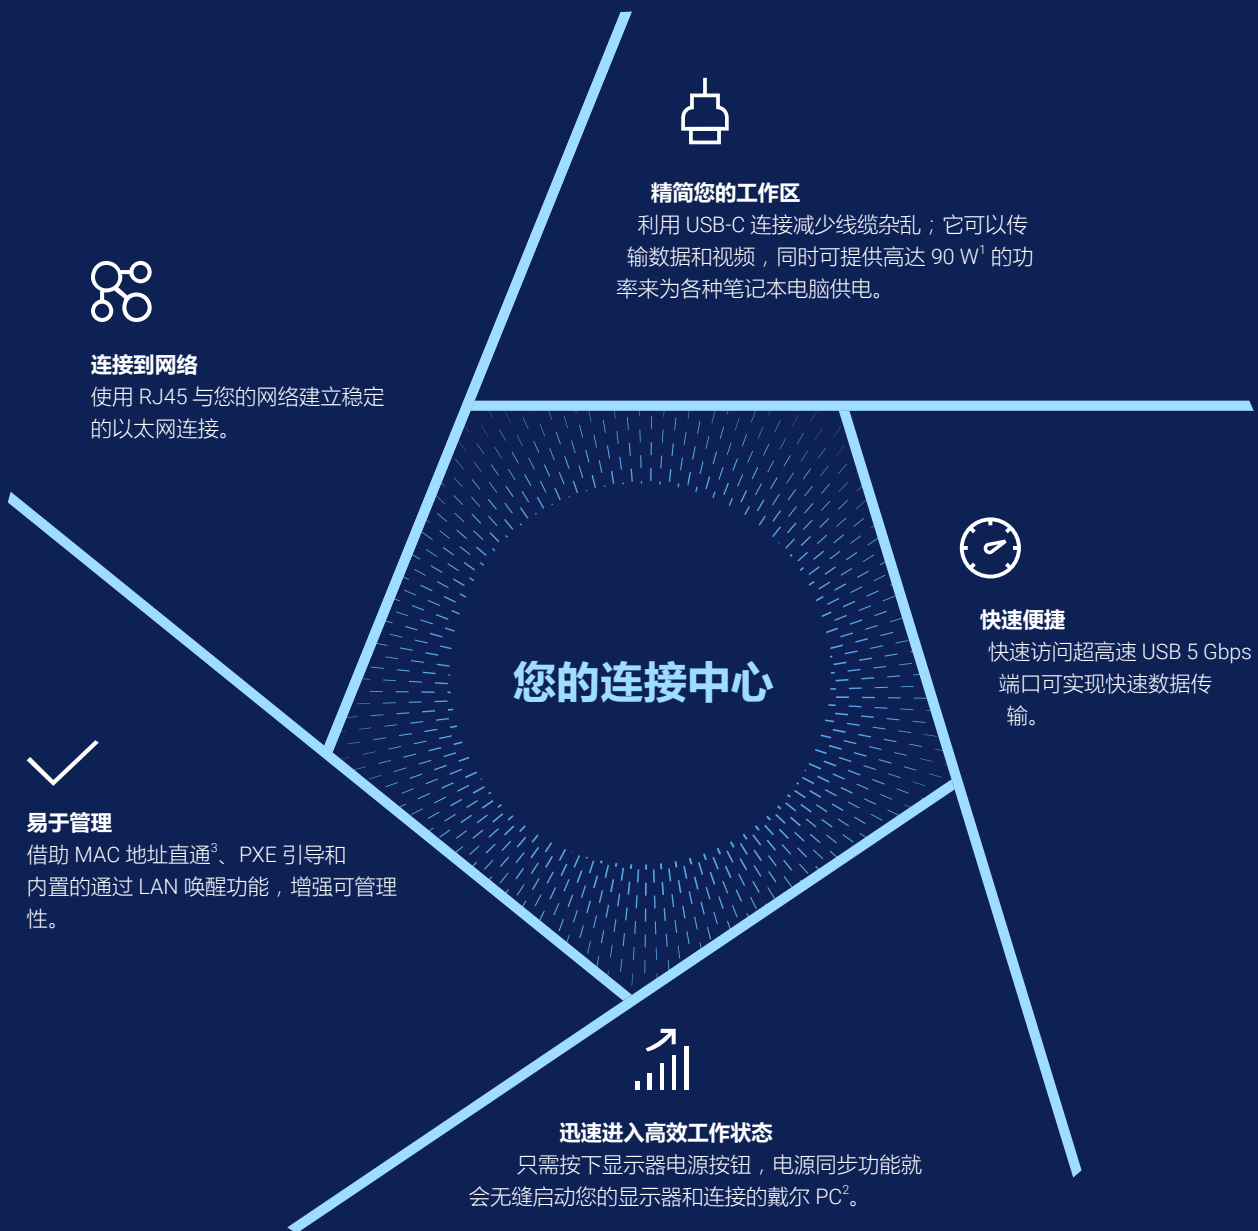 精简您的工作区
利用 USB-C 连接减少线缆杂乱；它可以传
输数据和视频，同时可提供高达 90 W¹ 的功
率来为各种笔记本电脑供电。
连接到网络
使用 RJ45 与您的网络建立稳定
的以太网连接。
快速便捷
快速访问超高速 USB 5 Gbps
端口可实现快速数据传
输。
您的连接中心
易于管理
借助 MAC 地址直通³、PXE 引导和
内置的通过 LAN 唤醒功能，增强可管理
性。
迅速进入高效工作状态
只需按下显示器电源按钮，电源同步功能就
会无缝启动您的显示器和连接的戴尔 PC²。